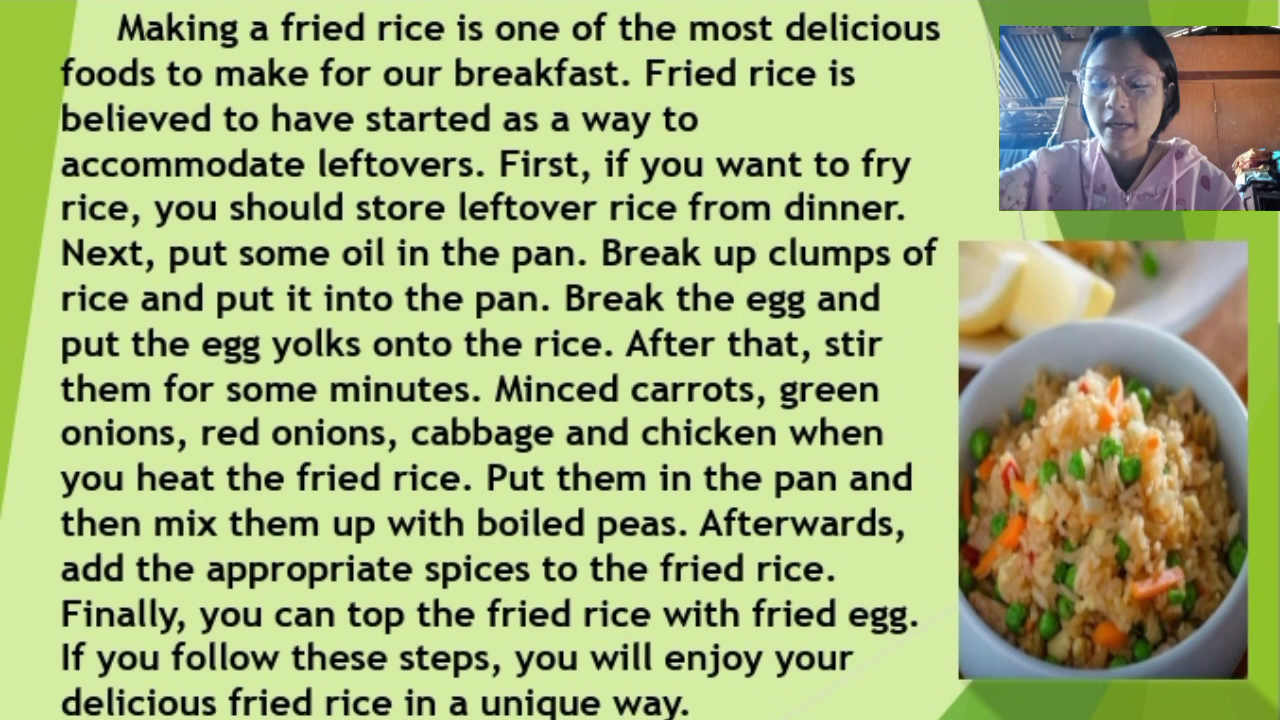 Making a fried rice is one of the most delicious
foods to make for our breakfast. Fried rice is
believed to have started as a way to
accommodate leftovers. First, if you want to fry
rice, you should store leftover rice from dinner.
Next, put some oil in the pan. Break up clumps of
rice and put it into the pan. Break the egg and
put the egg yolks onto the rice. After that, stir
them for some minutes. Minced carrots, green
onions, red onions, cabbage and chicken when
you heat the fried rice. Put them in the pan and
then mix them up with boiled peas. Afterwards,
add the appropriate spices to the fried rice.
Finally, you can top the fried rice with fried egg.
If you follow these steps, you will enjoy your
delicious fried rice in a unique way.